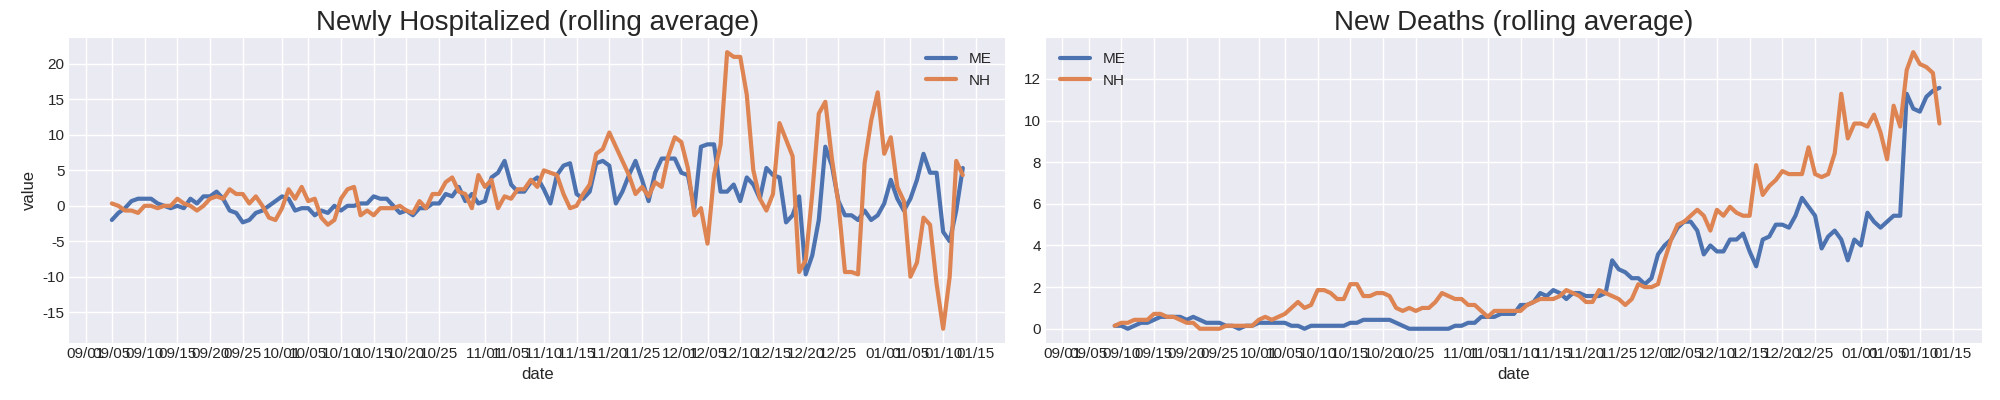 Newly Hospitalized (rolling average)
20
15
10
5
0
-5
-10
-15
value
ME
NH
09/01 09/05 09/10 09/15 09/20 09/25 10/01 10/05 10/10 10/15 10/20 10/25 11/01 11/05 11/10 11/15 11/20 11/25 12/01 12/05 12/10 12/15 12/20 12/25 01/01 01/05 01/10 01/15
date
New Deaths (rolling average)
ME
NH
12
10
8
6
4
2
0
09/01 09/05 09/10 09/15 09/20 09/25 10/01 10/05 10/10 10/15 10/20 10/25 11/01 11/05 11/10 11/15 11/20 11/25 12/01 12/05 12/10 12/15 12/20 12/25 01/01 01/05 01/10 01/15
date